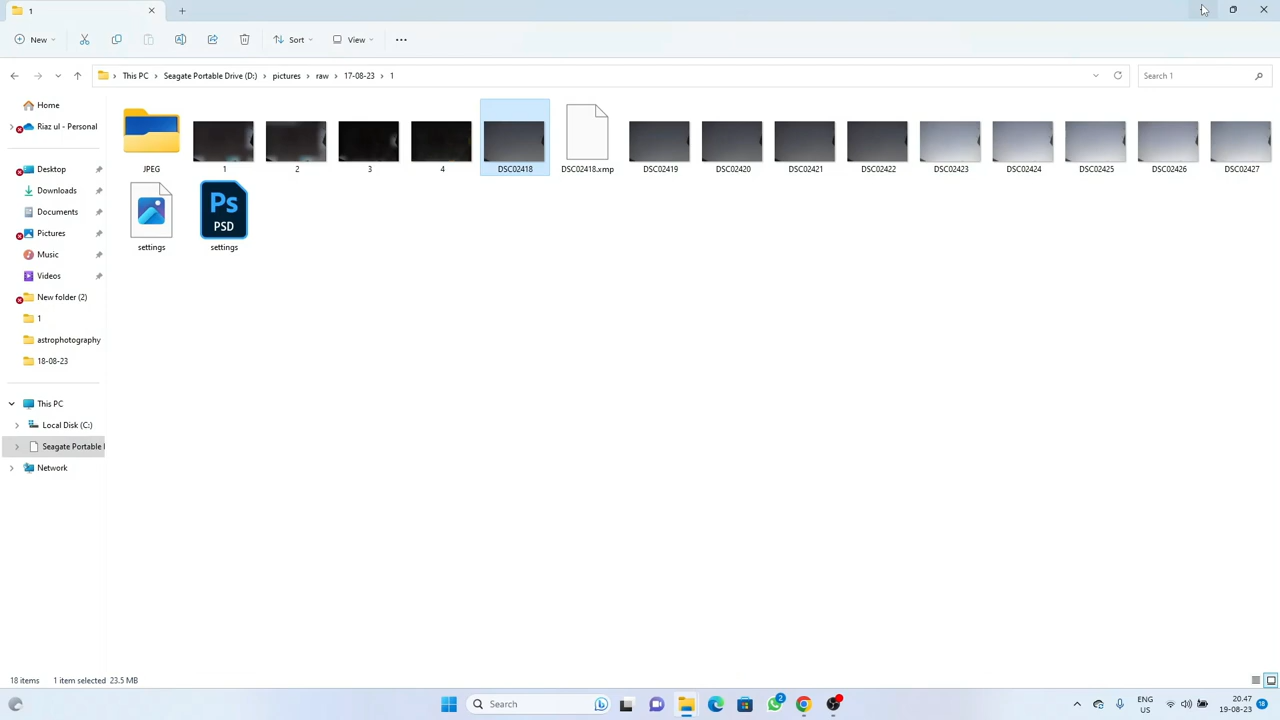 1
New
Sort
View
This PC
Seagate Portable Drive (D:)
pictures
raw
17-08-23
1
Search 1
Home
Riaz ul - Personal
Desktop
Downloads
Documents
Pictures
Music
Videos
New folder (2)
1
astrophotography
18-08-23
This PC
Local Disk (C:)
Seagate Portable
Network
JPEG
1
2
3
4
DSC02418
DSC02418.xmp
DSC02419
DSC02420
DSC02421
DSC02422
DSC02423
DSC02424
DSC02425
DSC02426
DSC02427
Ps
PSD
settings
settings
18 items 1 item selected 23.5 MB
Search
2
ENG
US
20.47
19-08-23
18